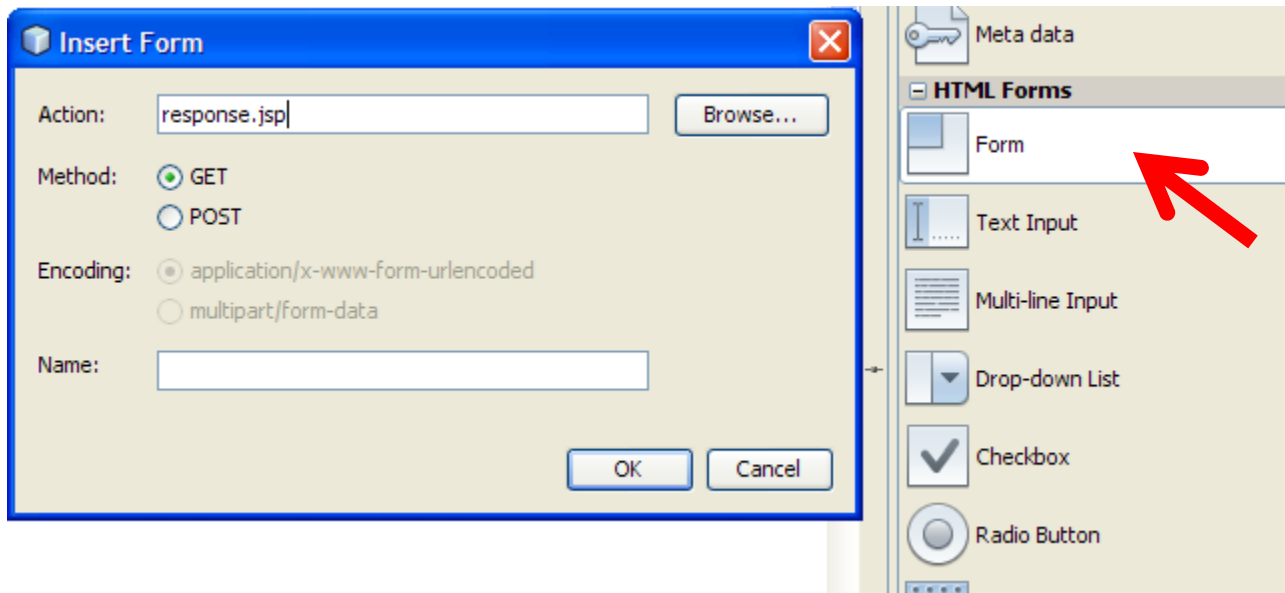 Insert Form
Action: response.jsp Browse...
Method: GET
POST
Encoding: application/x-www-form-urlencoded
multipart/form-data
Name:
OK Cancel
Meta data
HTML Forms
Form
Text Input
Multi-line Input
Drop-down List
Checkbox
Radio Button